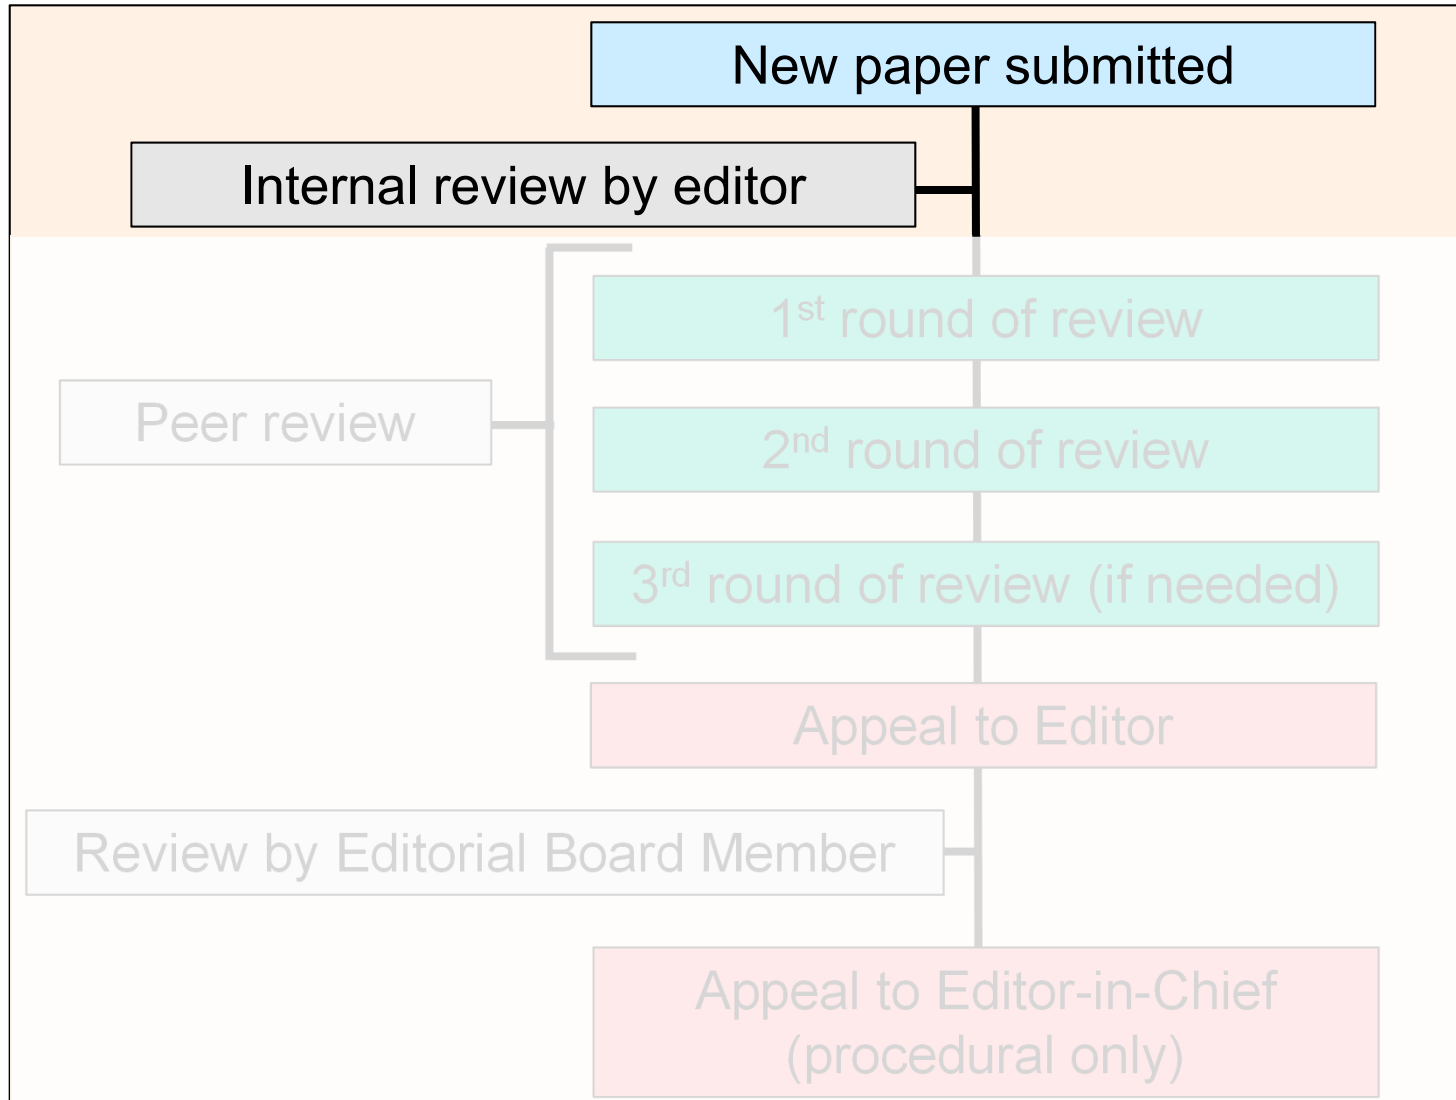 New paper submitted
Internal review by editor
1st round of review
Peer review
2nd round of review
3rd round of review (if needed)
Appeal to Editor
Review by Editorial Board Member
Appeal to Editor-in-Chief
(procedural only)